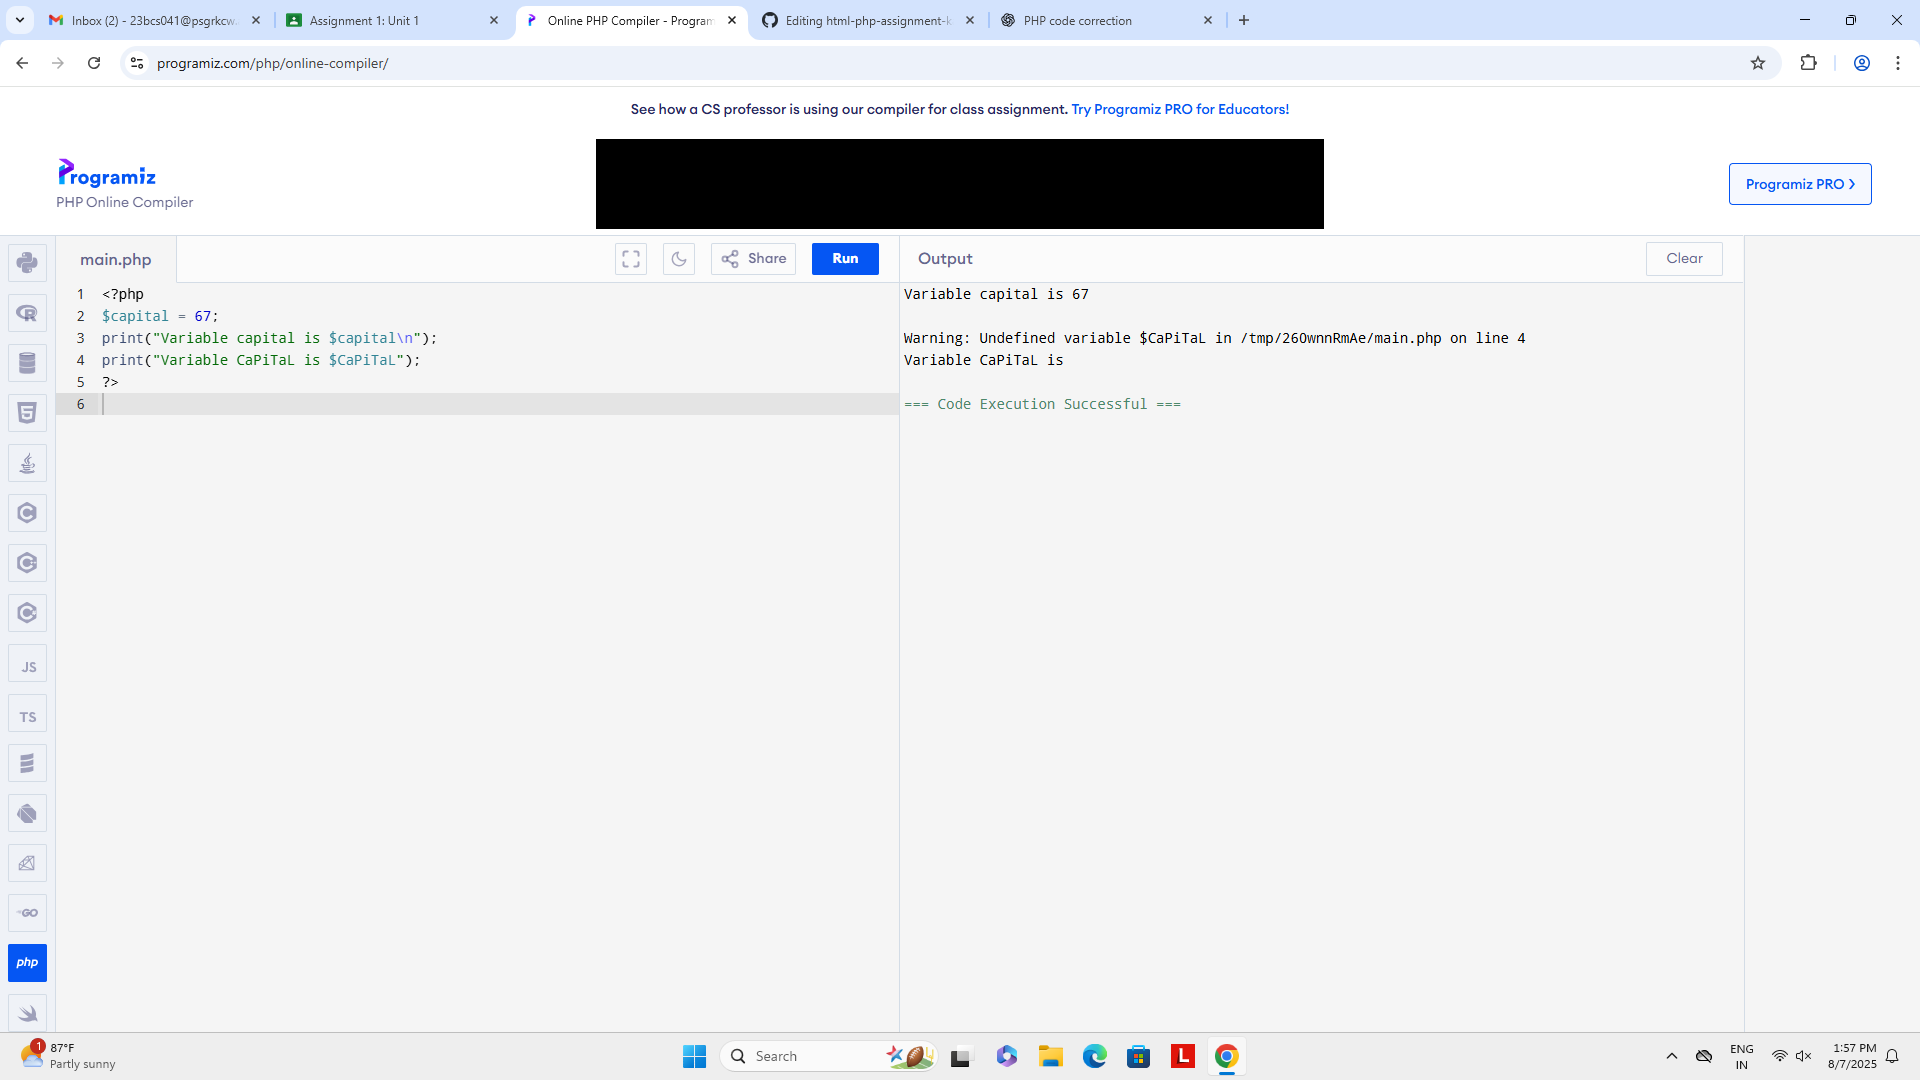 Inbox (2) - 23bcs041@psgrkcw
Assignment 1: Unit 1
Online PHP Compiler - Program
Editing html-php-assignment-k
PHP code correction
programiz.com/php/online-compiler/
See how a CS professor is using our compiler for class assignment. Try Programiz PRO for Educators!
Programiz
PHP Online Compiler
Programiz PRO ❯
main.php
Share
Run
Output
Clear
1 <?php
2 $capital = 67;
3 print("Variable capital is $capital\n");
4 print("Variable CaPiTaL is $CaPiTaL");
5 ?>
6
Variable capital is 67
Warning: Undefined variable $CaPiTaL in /tmp/26OwnnRmAe/main.php on line 4
Variable CaPiTaL is
=== Code Execution Successful ===
JS
TS
GO
php
1
87°F
Partly sunny
Search
L
ENG
IN
1:57 PM
8/7/2025